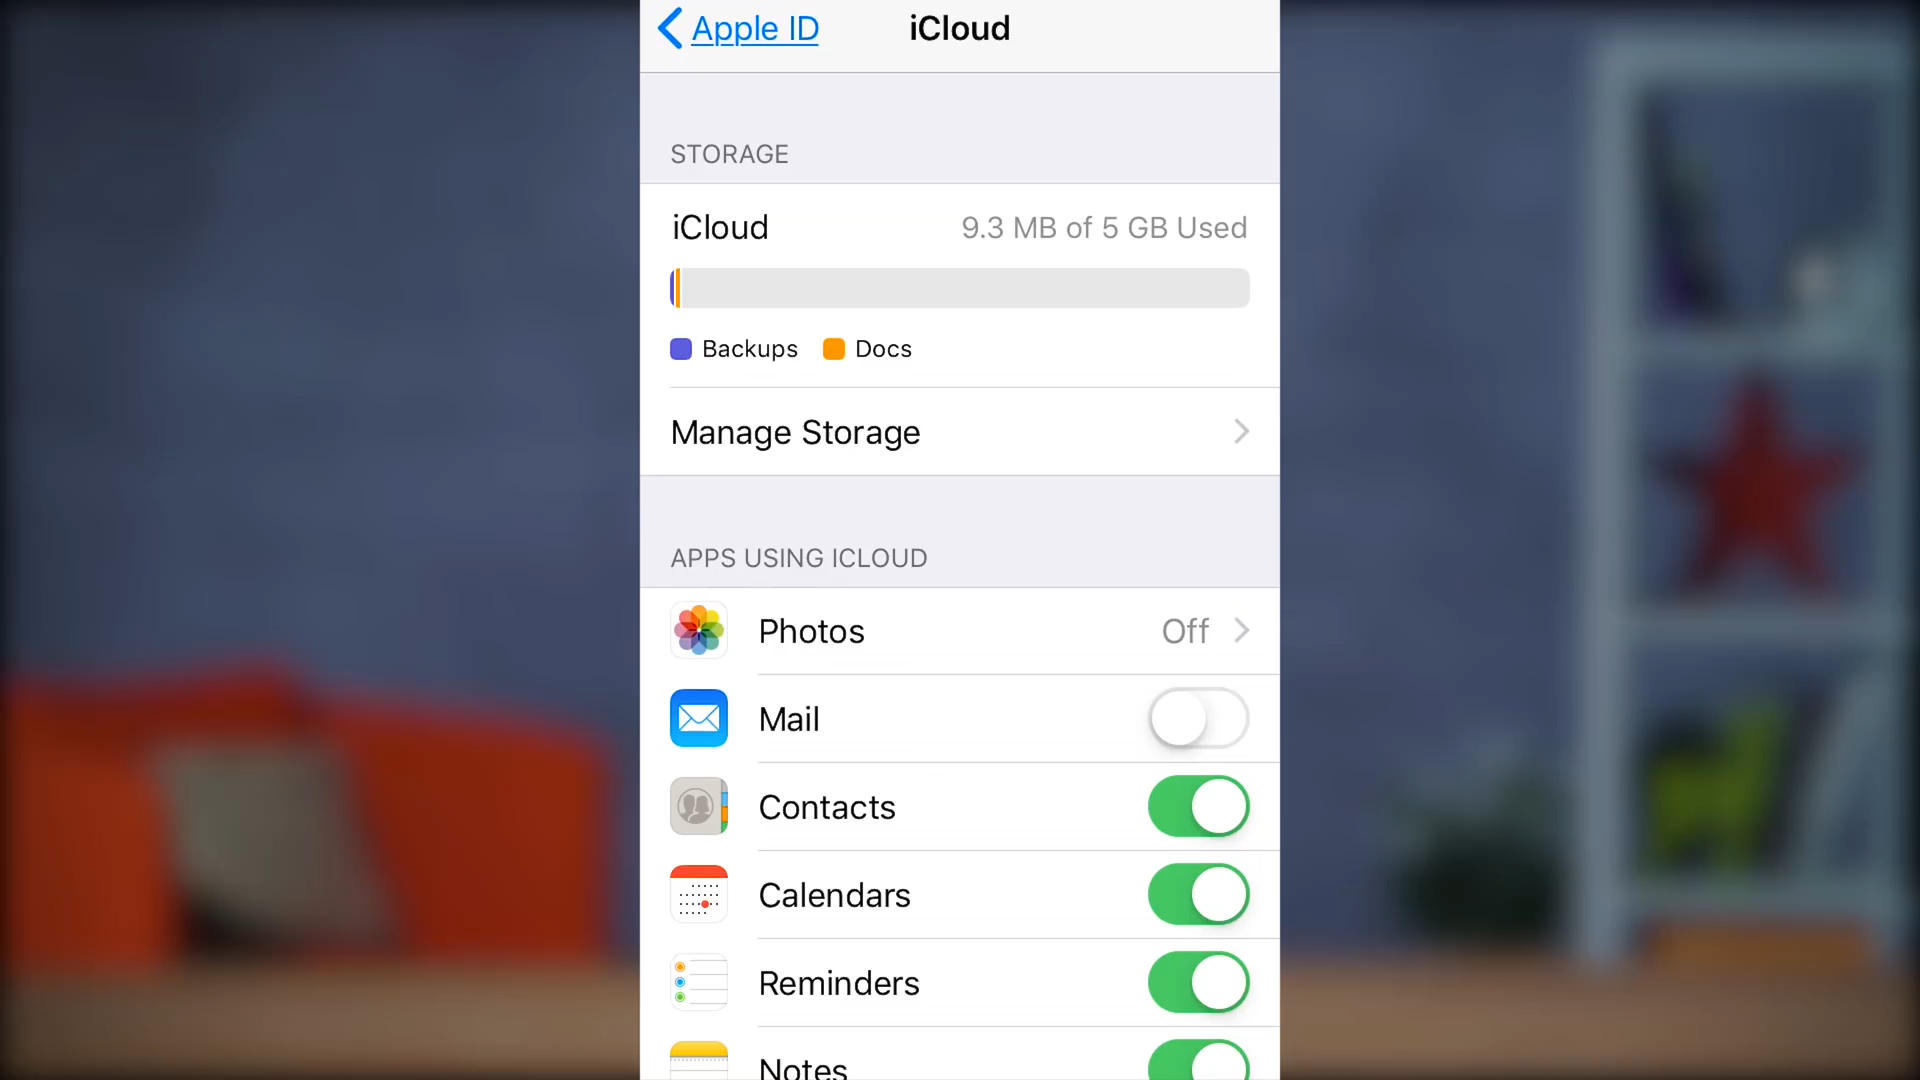 Apple ID
iCloud
STORAGE
iCloud
9.3 MB of 5 GB Used
Backups
Docs
Manage Storage
APPS USING ICLOUD
Photos
Off
Mail
Contacts
Calendars
Reminders
Notes